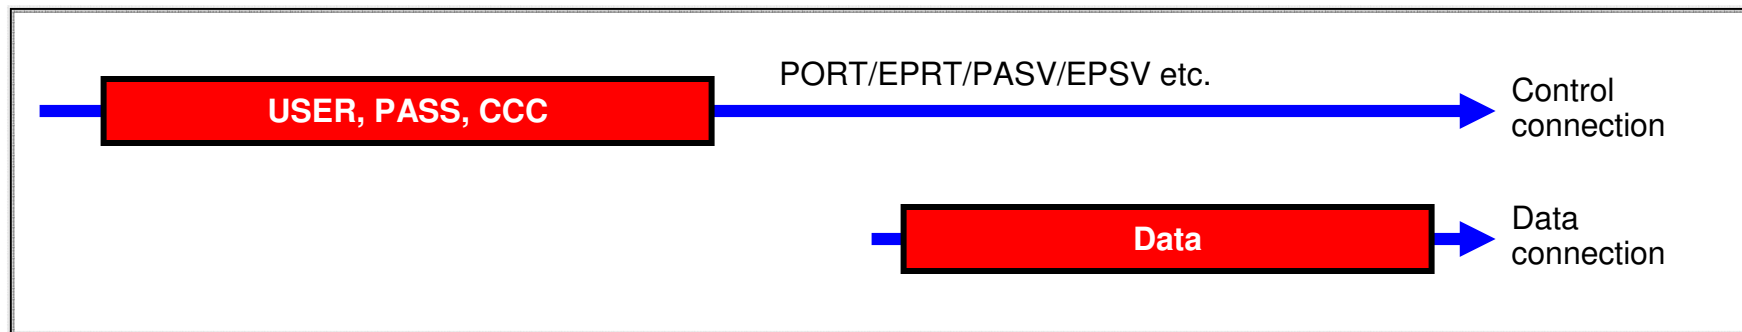 PORT/EPRT/PASV/EPSV etc.
USER, PASS, CCC
Control
connection
Data
Data
connection